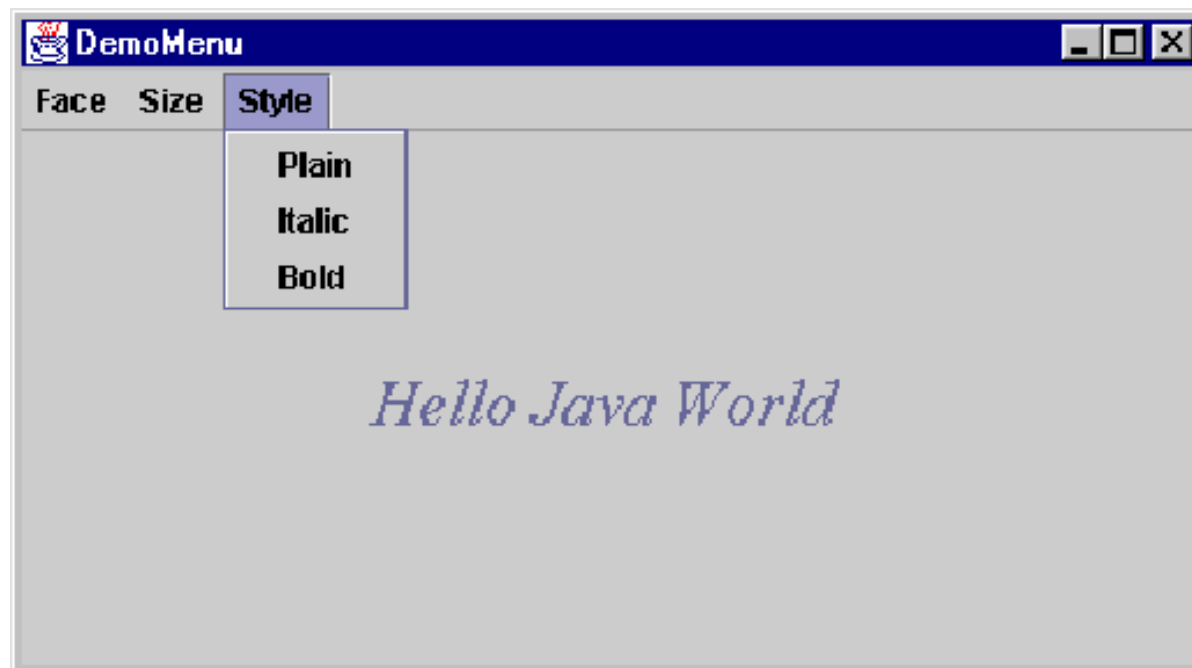 DemoMenu
Face Size Style
Plain
Italic
Bold
Hello Java World